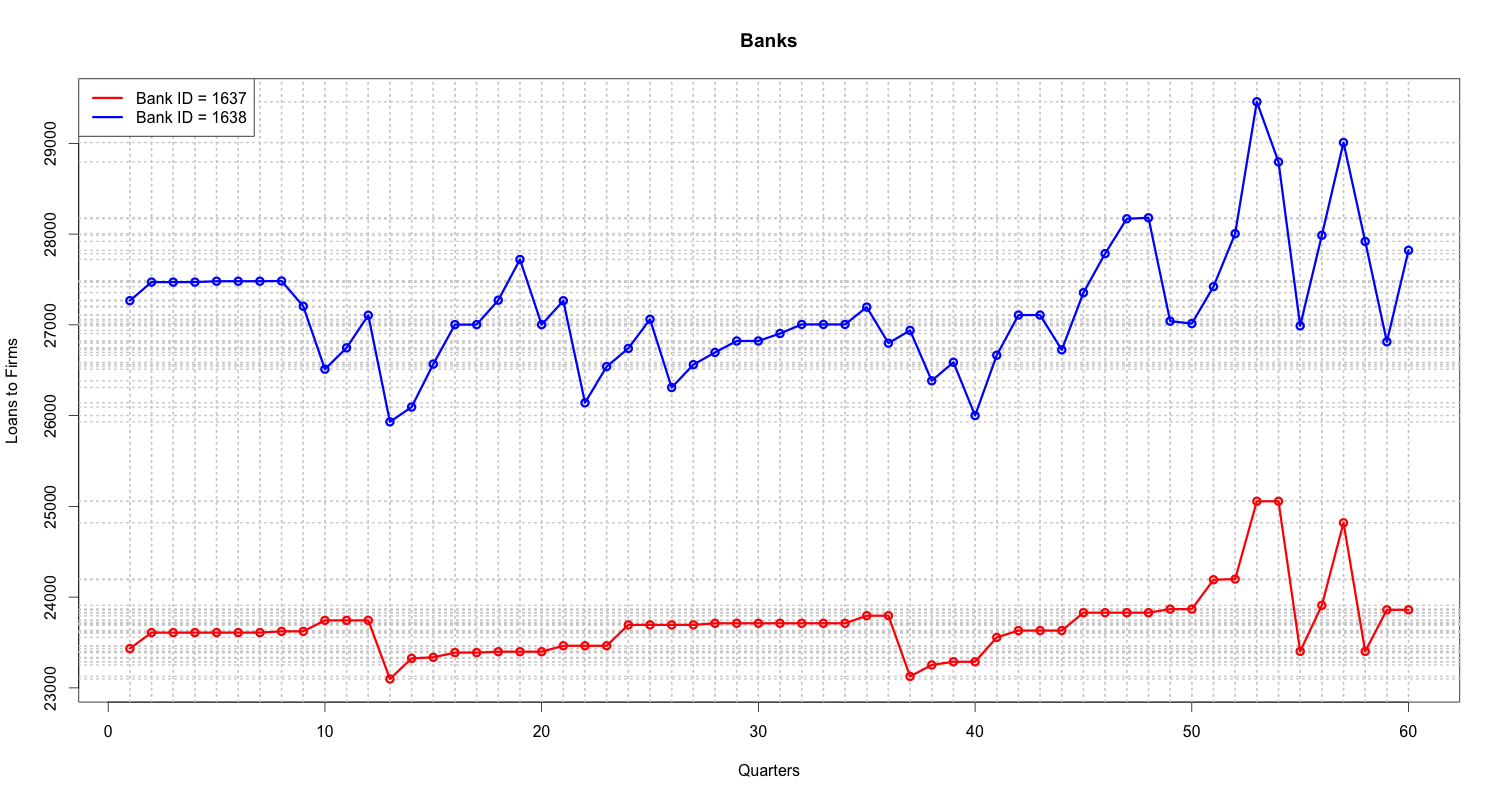 Banks
Bank ID = 1637
Bank ID = 1638
Loans to Firms
29000
28000
27000
26000
25000
24000
23000
0 10 20 30 40 50 60
Quarters